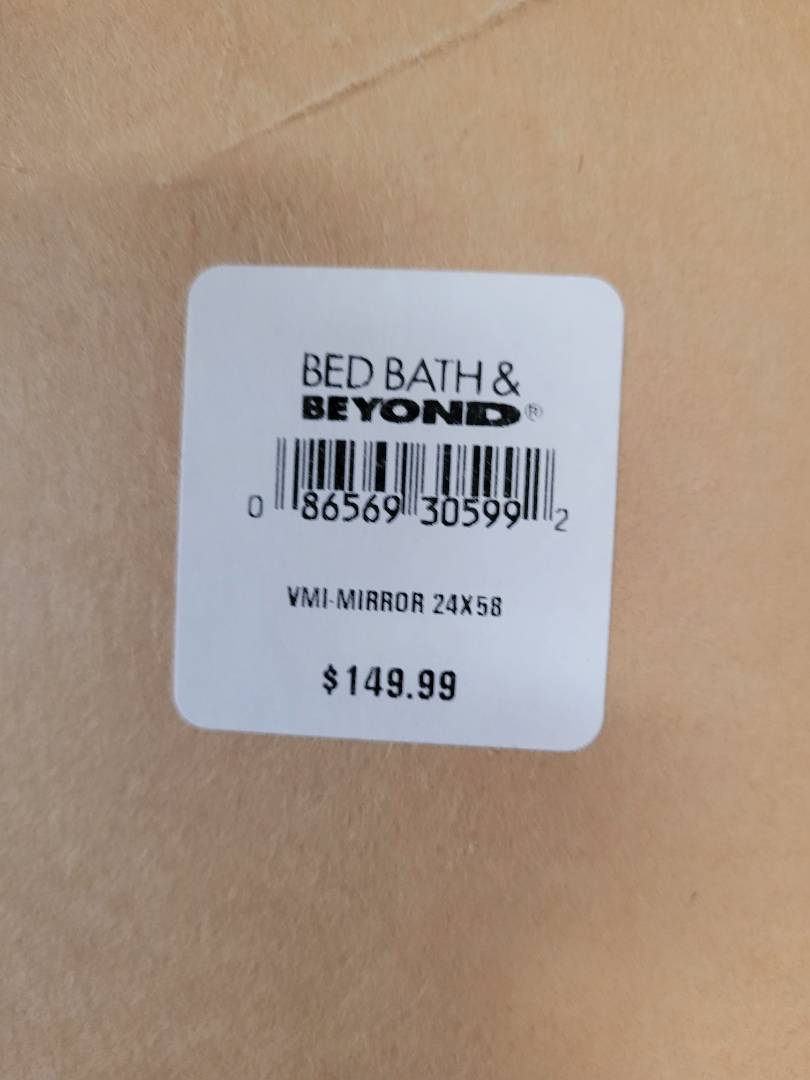 BED BATH &
BEYOND®
0 86569 30599 2
VMI-MIRROR 24X58
$149.99